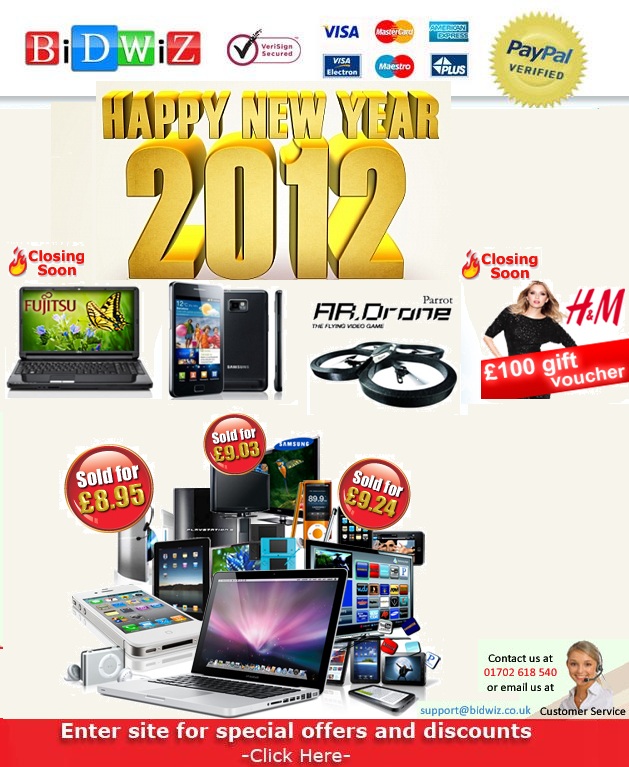 BiDWiZ
VeriSign
Secured
VISA
MasterCard
AMERICAN
EXPRESS
VISA
Electron
Maestro
PLUS
PayPal
VERIFIED
HAPPY NEW YEAR
2012
Closing
Soon
Closing
Soon
FUJITSU
SAMSUNG
Parrot
AR.Drone
THE FLYING VIDEO GAME
H&M
£100 gift
voucher
Sold for
£9.03
Sold for
£8.95
Sold for
£9.24
SAMSUNG
89.9
PLAYSTATION 3
Contact us at
01702 618 540
or email us at
support@bidwiz.co.uk
Customer Service
Enter site for special offers and discounts
-Click Here-